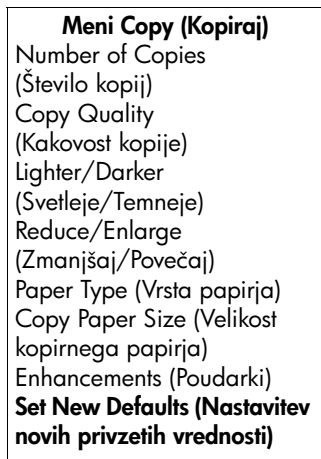 Meni Copy (Kopiraj)
Number of Copies
(Število kopij)
Copy Quality
(Kakovost kopije)
Lighter/Darker
(Svetleje/Temneje)
Reduce/Enlarge
(Zmanjšaj/Povečaj)
Paper Type (Vrsta papirja)
Copy Paper Size (Velikost
kopirnega papirja)
Enhancements (Poudarki)
Set New Defaults (Nastavitev
novih privzetih vrednosti)